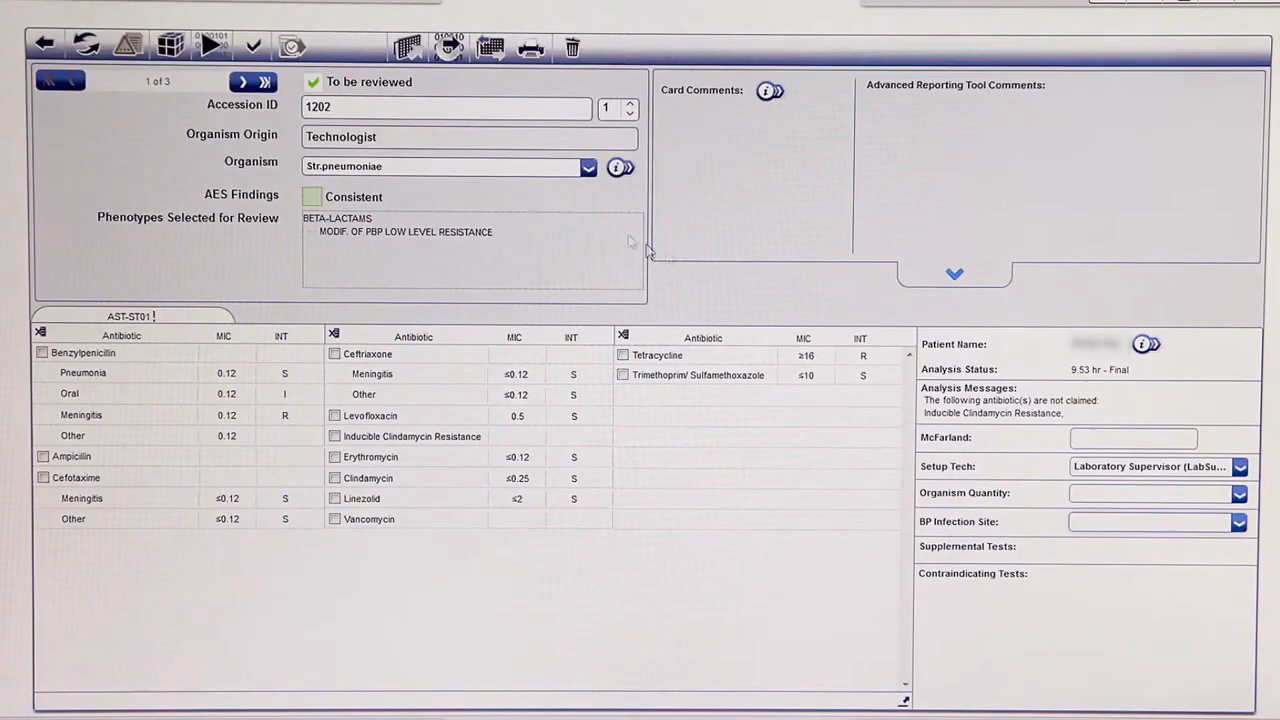 1 of 3
To be reviewed
Accession ID
1202
1
Organism Origin
Technologist
Organism
Str.pneumoniae
AES Findings
Consistent
Phenotypes Selected for Review
BETA-LACTAMS
MODIF. OF PBP LOW LEVEL RESISTANCE
Card Comments:
Advanced Reporting Tool Comments:
AST-ST01!
Antibiotic MIC INT
Benzylpenicillin
Pneumonia 0.12 S
Oral 0.12 I
Meningitis 0.12 R
Other 0.12
Ampicillin
Cefotaxime
Meningitis ≤0.12 S
Other ≤0.12 S
Antibiotic MIC INT
Ceftriaxone
Meningitis ≤0.12 S
Other ≤0.12 S
Levofloxacin 0.5 S
Inducible Clindamycin Resistance
Erythromycin ≤0.12 S
Clindamycin ≤0.25 S
Linezolid ≤2 S
Vancomycin
Antibiotic MIC INT
Tetracycline ≥16 R
Trimethoprim/ Sulfamethoxazole ≤10 S
Patient Name:
Analysis Status: 9.53 hr - Final
Analysis Messages:
The following antibiotic(s) are not claimed:
Inducible Clindamycin Resistance,
McFarland:
Setup Tech: Laboratory Supervisor (LabSu...
Organism Quantity:
BP Infection Site:
Supplemental Tests:
Contraindicating Tests: